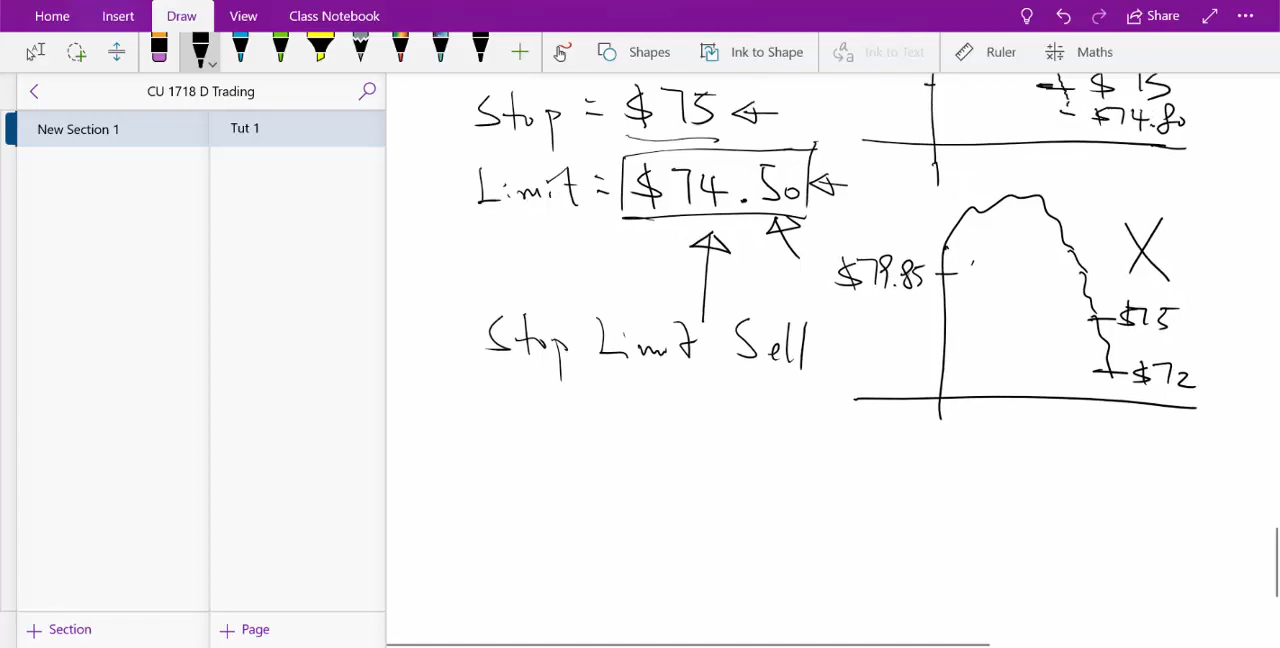 Home Insert Draw View Class Notebook Share
Shapes Ink to Shape Ink to Text Ruler Maths
CU 1718 D Trading
New Section 1 Tut 1
Stop = $75
Limit = $74.50
Stop Limit Sell
$15
$74.80
$79.85
X
$75
$72
+ Section + Page